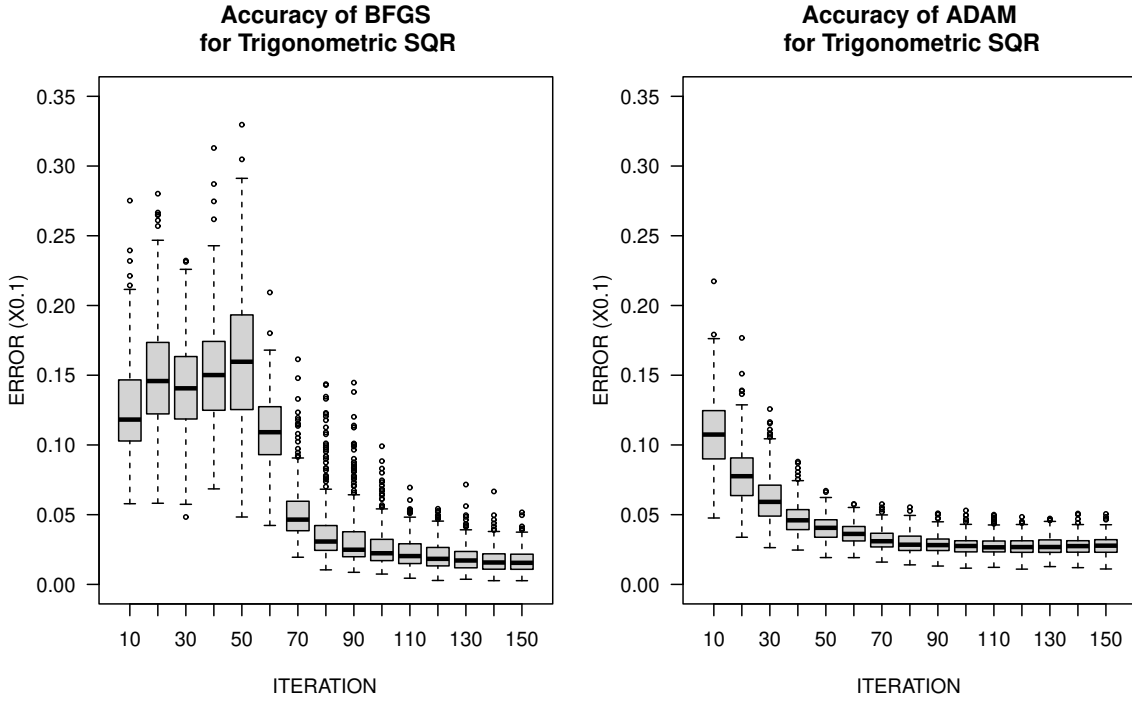 Accuracy of BFGS
for Trigonometric SQR
ERROR (X0.1)
0.35
0.30
0.25
0.20
0.15
0.10
0.05
0.00
10 30 50 70 90 110 130 150
ITERATION
Accuracy of ADAM
for Trigonometric SQR
ERROR (X0.1)
0.35
0.30
0.25
0.20
0.15
0.10
0.05
0.00
10 30 50 70 90 110 130 150
ITERATION